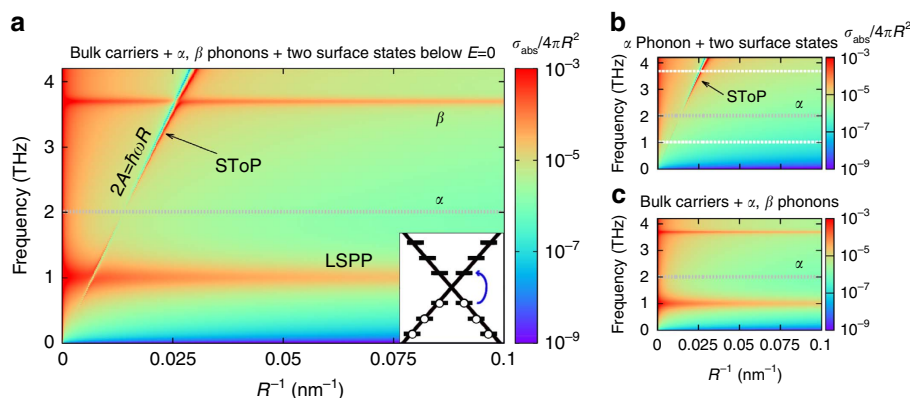 a
Bulk carriers + α, β phonons + two surface states below E=0
σabs/4πR²
4
3
2
1
0
Frequency (THz)
2A=ℏωR
SToP
β
α
LSPP
10⁻³
10⁻⁵
10⁻⁷
10⁻⁹
0
0.025
0.05
0.075
0.1
R⁻¹ (nm⁻¹)
b
σabs/4πR²
α Phonon + two surface states
4
3
2
1
0
Frequency (THz)
SToP
α
10⁻³
10⁻⁵
10⁻⁷
10⁻⁹
c
Bulk carriers + α, β phonons
σabs/4πR²
4
3
2
1
0
Frequency (THz)
α
10⁻³
10⁻⁵
10⁻⁷
10⁻⁹
0
0.025
0.05
0.075
0.1
R⁻¹ (nm⁻¹)